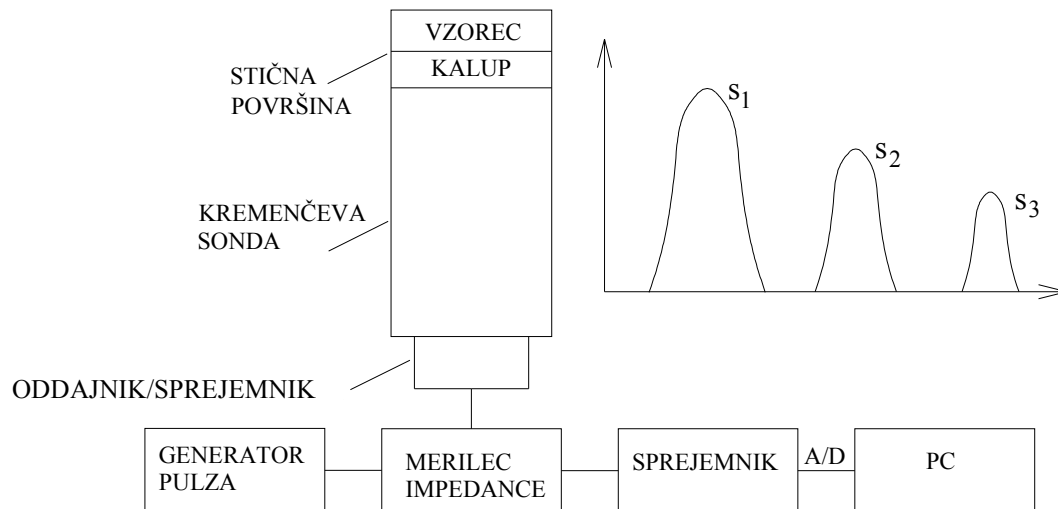 VZOREC
KALUP
STIČNA
POVRŠINA
KREMENČEVA
SONDA
ODDAJNIK/SPREJEMNIK
s1
s2
s3
GENERATOR
PULZA
MERILEC
IMPEDANCE
SPREJEMNIK
A/D
PC